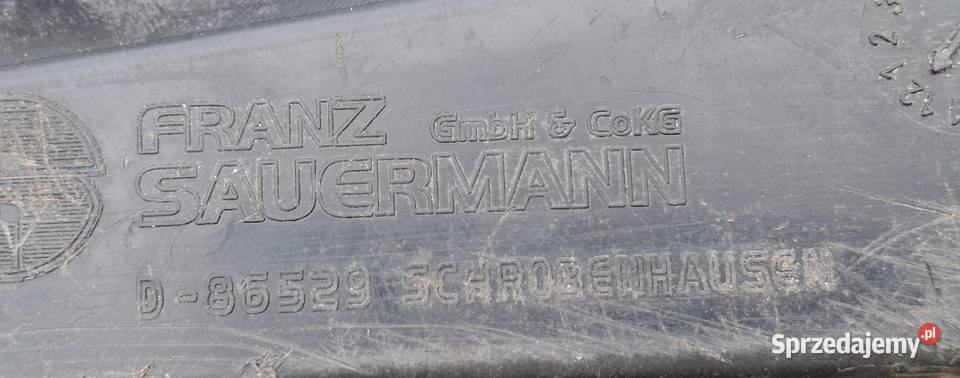 FRANZ GmbH & CoKG
SAUERMANN
D-86529 SCHROBENHAUSEN
Sprzedajemy.pl